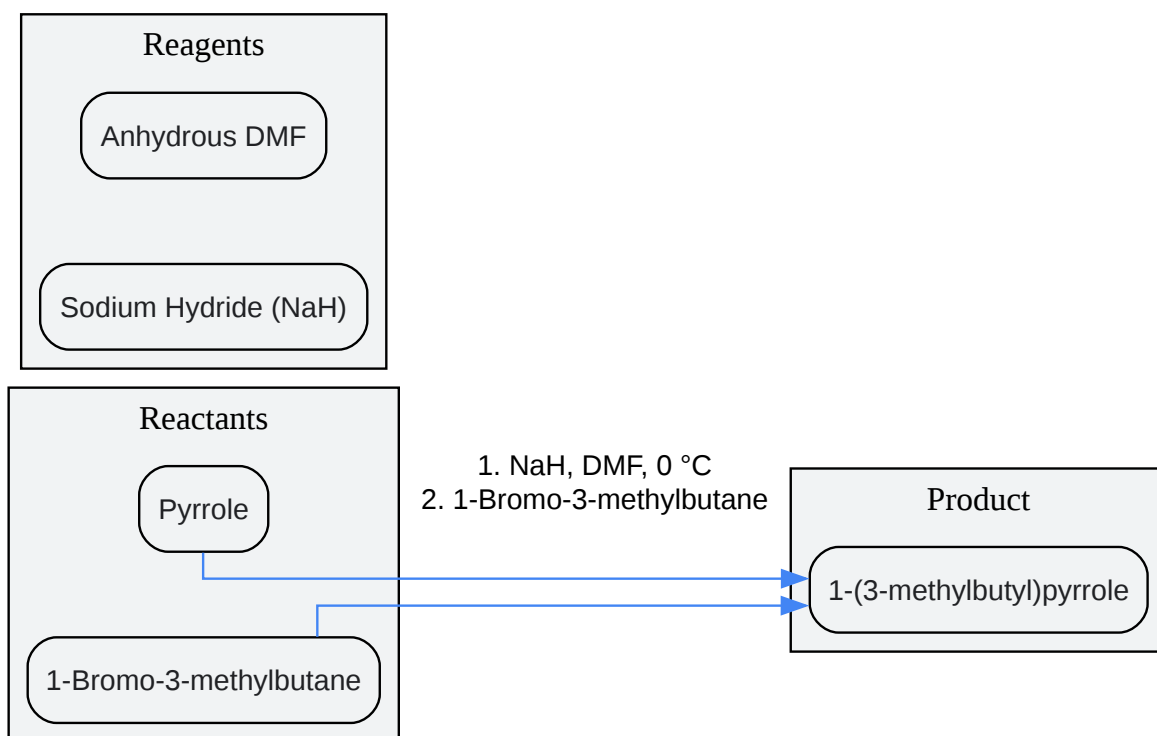 Reagents
Anhydrous DMF
Sodium Hydride (NaH)
Reactants
Pyrrole
1-Bromo-3-methylbutane
1. NaH, DMF, 0 °C
2. 1-Bromo-3-methylbutane
Product
1-(3-methylbutyl)pyrrole